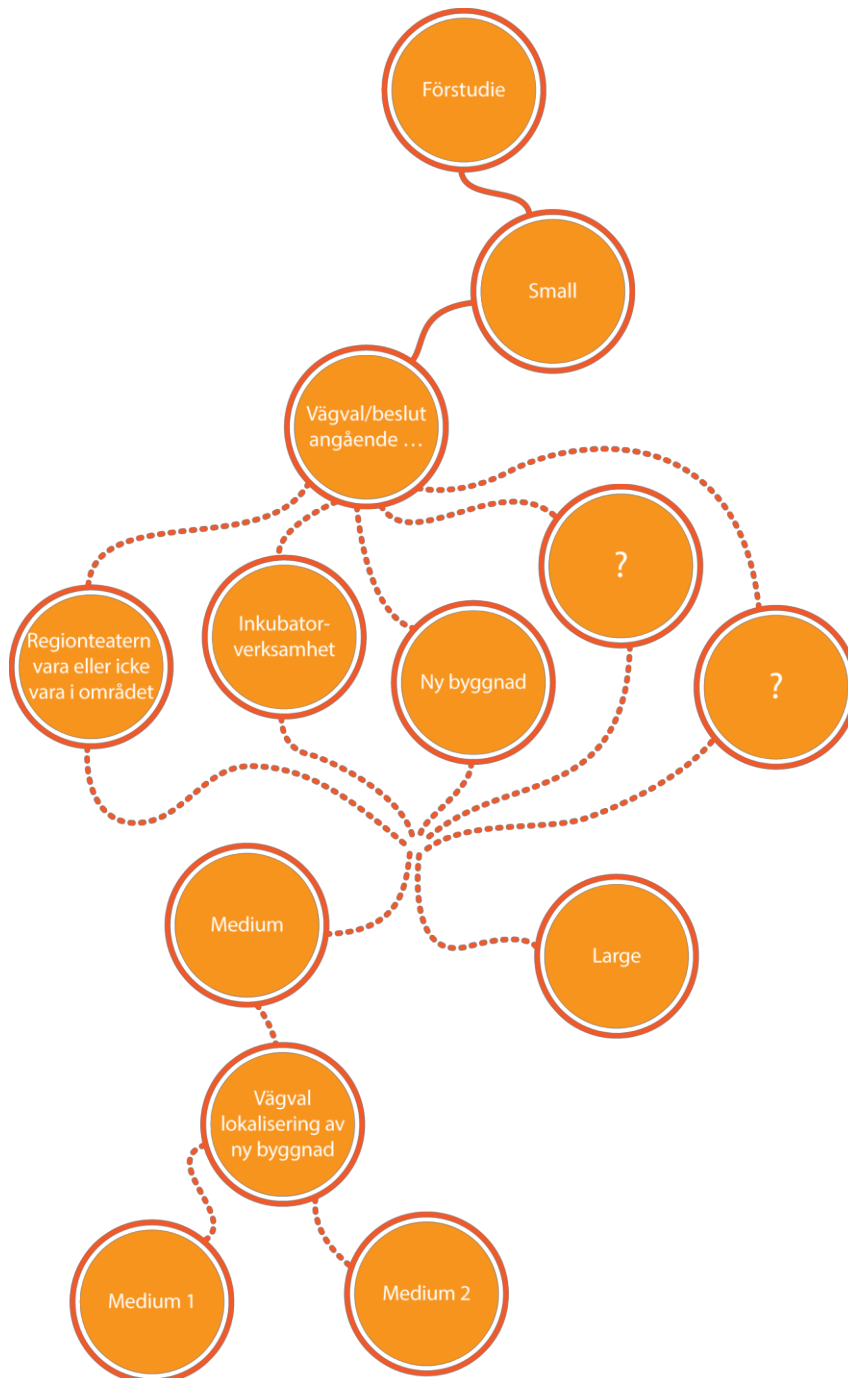 Förstudie
Small
Vägval/beslut
angående …
?
Regionteatern
vara eller icke
vara i området
Inkubator-
verksamhet
Ny byggnad
?
Medium
Large
Vägval
lokalisering av
ny byggnad
Medium 1
Medium 2